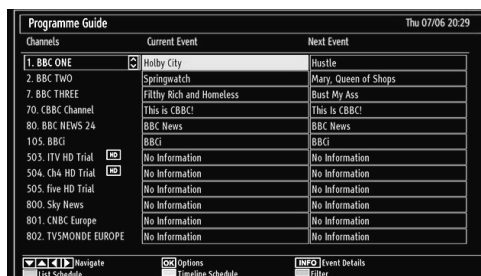 Programme Guide Thu 07/06 20:29
Channels Current Event Next Event
1. BBC ONE Holby City Hustle
2. BBC TWO Springwatch Mary, Queen of Shops
7. BBC THREE Filthy Rich and Homeless Bust My Ass
70. CBBC Channel This is CBBC! This Is CBBC!
80. BBC NEWS 24 BBC News BBC News
105. BBCi BBCi BBCi
503. ITV HD Trial HD No Information No Information
504. Ch4 HD Trial HD No Information No Information
505. five HD Trial No Information No Information
800. Sky News No Information No Information
801. CNBC Europe No Information No Information
802. TV5MONDE EUROPE No Information No Information
Navigate OK Options INFO Event Details
List Schedule Timeline Schedule Filter